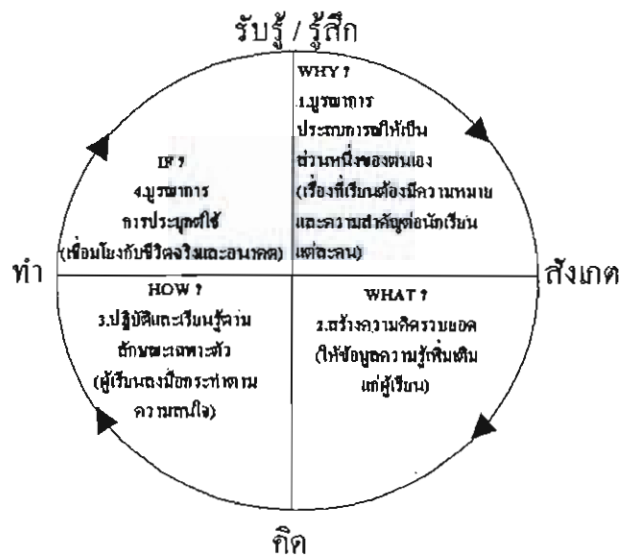 รับรู้ / รู้สึก
WHY ?
1.บูรณาการ
ประสบการณ์ให้เป็น
ส่วนหนึ่งของตนเอง
(เรื่องที่เรียนต้องมีความหมาย
และความสำคัญต่อนักเรียน
แต่ละคน)
IF ?
4.บูรณาการ
การประยุกต์ใช้
(เชื่อมโยงกับชีวิตจริงและอนาคต)
ทำ
สังเกต
WHAT ?
2.สร้างความคิดรวบยอด
(ให้ข้อมูลความรู้เพิ่มเติม
แก่ผู้เรียน)
HOW ?
3.ปฏิบัติและเรียนรู้ตาม
ลักษณะเฉพาะตัว
(ผู้เรียนลงมือกระทำตาม
ความสนใจ)
คิด